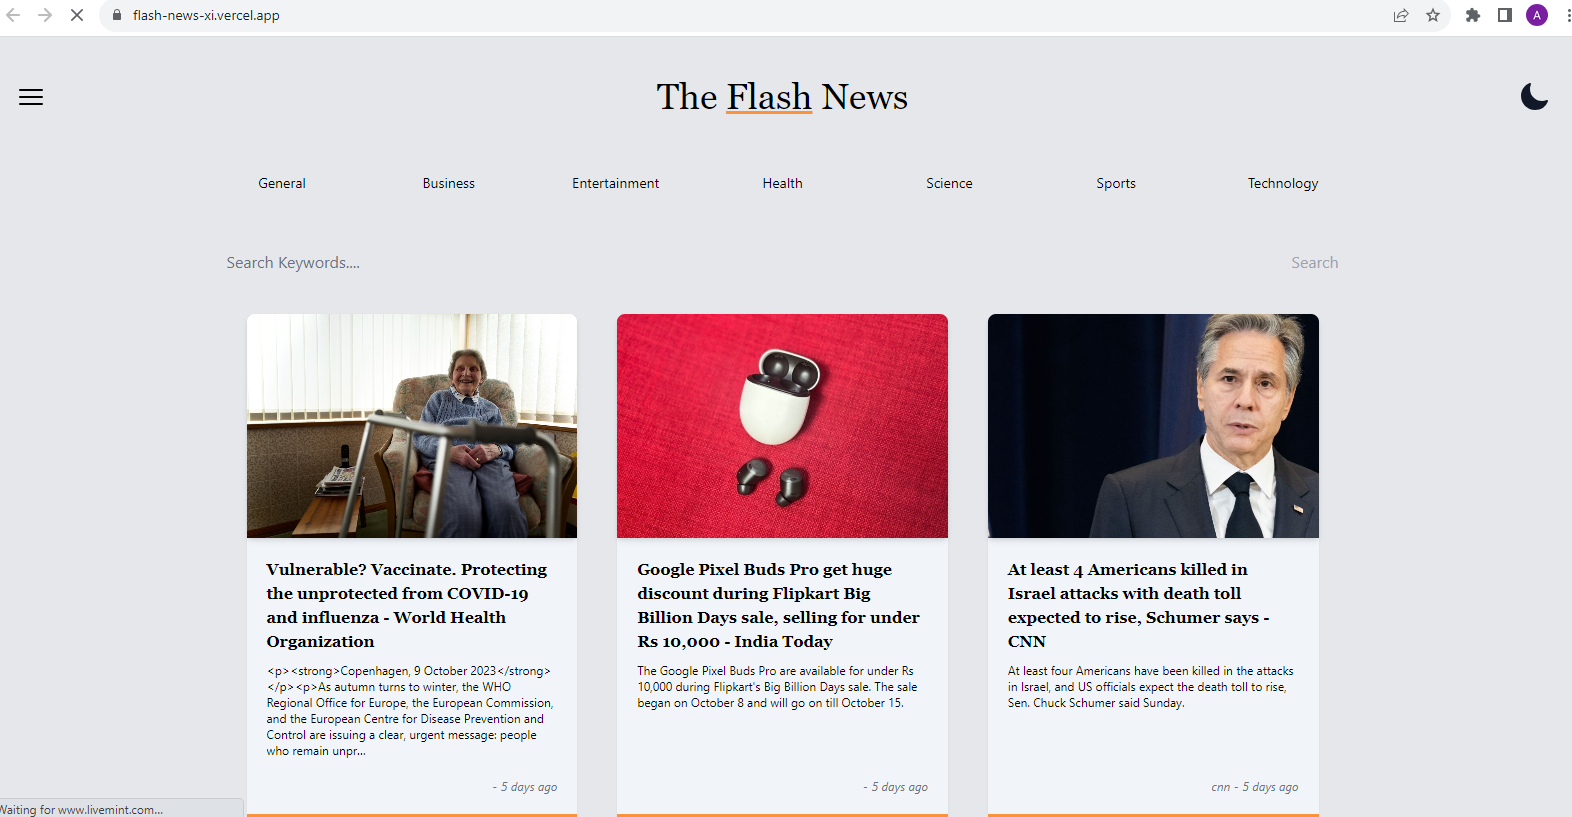 flash-news-xi.vercel.app
A
The Flash News
General Business Entertainment Health Science Sports Technology
Search Keywords.... Search
Vulnerable? Vaccinate. Protecting
the unprotected from COVID-19
and influenza - World Health
Organization
<p><strong>Copenhagen, 9 October 2023</strong>
</p><p>As autumn turns to winter, the WHO
Regional Office for Europe, the European Commission,
and the European Centre for Disease Prevention and
Control are issuing a clear, urgent message: people
who remain unpr...
- 5 days ago
Google Pixel Buds Pro get huge
discount during Flipkart Big
Billion Days sale, selling for under
Rs 10,000 - India Today
The Google Pixel Buds Pro are available for under Rs
10,000 during Flipkart's Big Billion Days sale. The sale
began on October 8 and will go on till October 15.
- 5 days ago
At least 4 Americans killed in
Israel attacks with death toll
expected to rise, Schumer says -
CNN
At least four Americans have been killed in the attacks
in Israel, and US officials expect the death toll to rise,
Sen. Chuck Schumer said Sunday.
cnn - 5 days ago
Waiting for www.livemint.com...